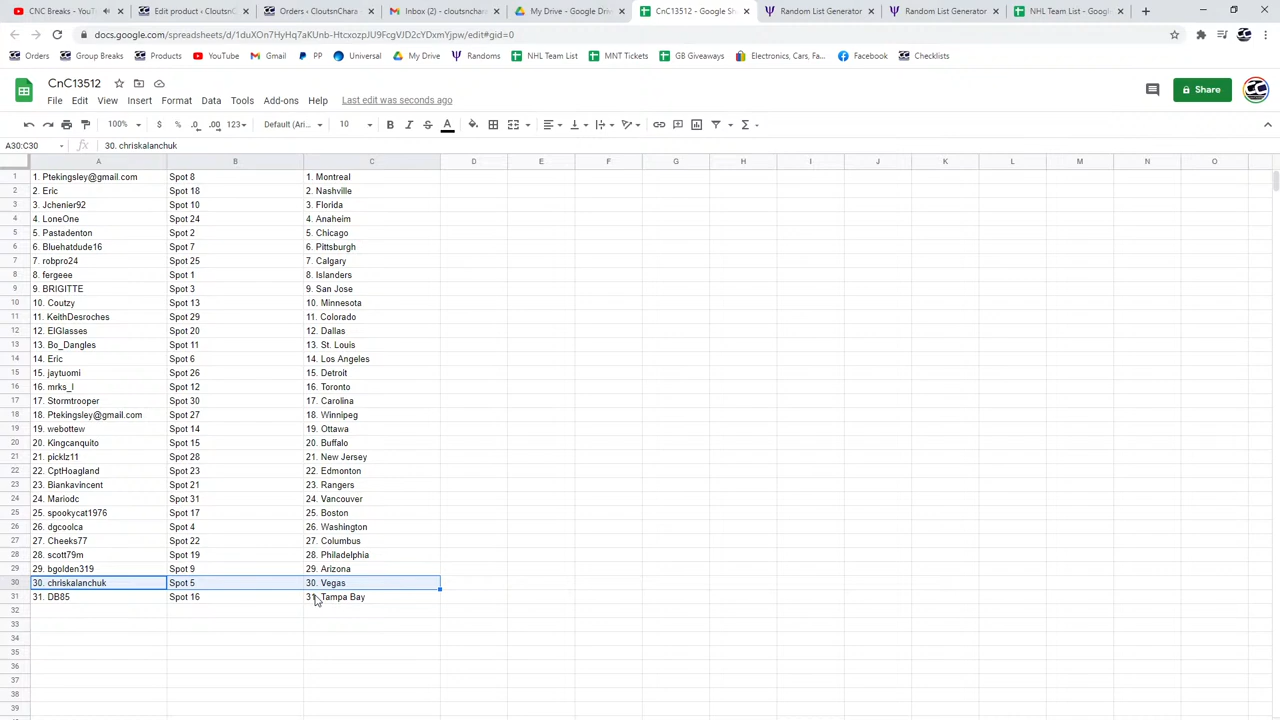 CNC Breaks - YouT
Edit product ‹ CloutsnC
Orders ‹ CloutsnChara
Inbox (2) - cloutsnchain
My Drive - Google Driv
CnC13512 - Google She
Random List Generator
Random List Generator
NHL Team List - Google
docs.google.com/spreadsheets/d/1duXOn7HyHq7aKUnb-HtcxozpJU9FcgVJD2cYDxmYjpw/edit#gid=0
Orders Group Breaks Products YouTube Gmail PP Universal My Drive Randoms NHL Team List MNT Tickets GB Giveaways Electronics, Cars, Fa Facebook Checklists
CnC13512
File Edit View Insert Format Data Tools Add-ons Help Last edit was seconds ago
Share
100% $ % .0 .00 123 Default (Ari... 10 B I S A
A30:C30 fx 30. chriskalanchuk
A B C D E F G H I J K L M N O
1 1. Ptekingsley@gmail.com Spot 8 1. Montreal
2 2. Eric Spot 18 2. Nashville
3 3. Jchenier92 Spot 10 3. Florida
4 4. LoneOne Spot 24 4. Anaheim
5 5. Pastadenton Spot 2 5. Chicago
6 6. Bluehatdude16 Spot 7 6. Pittsburgh
7 7. robpro24 Spot 25 7. Calgary
8 8. fergeee Spot 1 8. Islanders
9 9. BRIGITTE Spot 3 9. San Jose
10 10. Coutzy Spot 13 10. Minnesota
11 11. KeithDesroches Spot 29 11. Colorado
12 12. ElGlasses Spot 20 12. Dallas
13 13. Bo_Dangles Spot 11 13. St. Louis
14 14. Eric Spot 6 14. Los Angeles
15 15. jaytuomi Spot 26 15. Detroit
16 16. mrks_l Spot 12 16. Toronto
17 17. Stormtrooper Spot 30 17. Carolina
18 18. Ptekingsley@gmail.com Spot 27 18. Winnipeg
19 19. webottew Spot 14 19. Ottawa
20 20. Kingcanquito Spot 15 20. Buffalo
21 21. picklz11 Spot 28 21. New Jersey
22 22. CptHoagland Spot 23 22. Edmonton
23 23. Biankavincent Spot 21 23. Rangers
24 24. Mariodc Spot 31 24. Vancouver
25 25. spookycat1976 Spot 17 25. Boston
26 26. dgcoolca Spot 4 26. Washington
27 27. Cheeks77 Spot 22 27. Columbus
28 28. scott79m Spot 19 28. Philadelphia
29 29. bgolden319 Spot 9 29. Arizona
30 30. chriskalanchuk Spot 5 30. Vegas
31 31. DB85 Spot 16 31. Tampa Bay
32
33
34
35
36
37
38